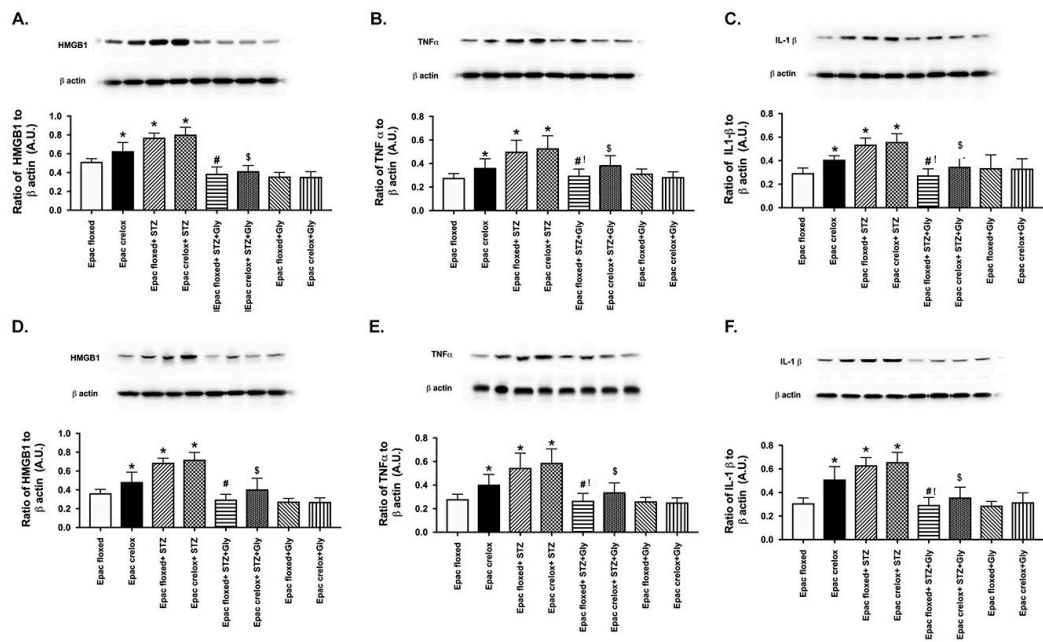 A.
HMGB1
β actin
Ratio of HMGB1 to
β actin (A.U.)
1.0
0.8
0.6
0.4
0.2
0.0
*
*
*
#
$
Epac floxed
Epac crelox
Epac floxed+ STZ
Epac crelox+ STZ
IEpac floxed+ STZ+Gly
IEpac crelox+ STZ+Gly
Epac floxed+Gly
Epac crelox+Gly
B.
TNFα
β actin
Ratio of TNF α to
β actin (A.U.)
0.8
0.6
0.4
0.2
0.0
*
*
*
# !
$
Epac floxed
Epac crelox
Epac floxed+ STZ
Epac crelox+ STZ
Epac floxed+ STZ+Gly
Epac crelox+ STZ+Gly
Epac floxed+Gly
Epac crelox+Gly
C.
IL-1 β
β actin
Ratio of IL1-β to
β actin (A.U.)
0.8
0.6
0.4
0.2
0.0
*
*
*
# !
$
Epac floxed
Epac crelox
Epac floxed+ STZ
Epac crelox+ STZ
Epac floxed+ STZ+Gly
Epac crelox+ STZ+Gly
Epac floxed+Gly
Epac crelox+Gly
D.
HMGB1
β actin
Ratio of HMGB1 to
β actin (A.U.)
1.0
0.8
0.6
0.4
0.2
0.0
*
*
*
#
$
Epac floxed
Epac crelox
Epac floxed+ STZ
Epac crelox+ STZ
Epac floxed+ STZ+Gly
Epac crelox+ STZ+Gly
Epac floxed+Gly
Epac crelox+Gly
E.
TNFα
β actin
Ratio of TNFα to
β actin (A.U.)
0.8
0.6
0.4
0.2
0.0
*
*
*
# !
$
Epac floxed
Epac crelox
Epac floxed+ STZ
Epac crelox+ STZ
Epac floxed+ STZ+Gly
Epac crelox+ STZ+Gly
Epac floxed+Gly
Epac crelox+Gly
F.
IL-1 β
β actin
Ratio of IL-1 β to
β actin (A.U.)
0.8
0.6
0.4
0.2
0.0
*
*
*
# !
$
Epac floxed
Epac crelox
Epac floxed+ STZ
Epac crelox+ STZ
Epac floxed+ STZ+Gly
Epac crelox+ STZ+Gly
Epac floxed+Gly
Epac crelox+Gly